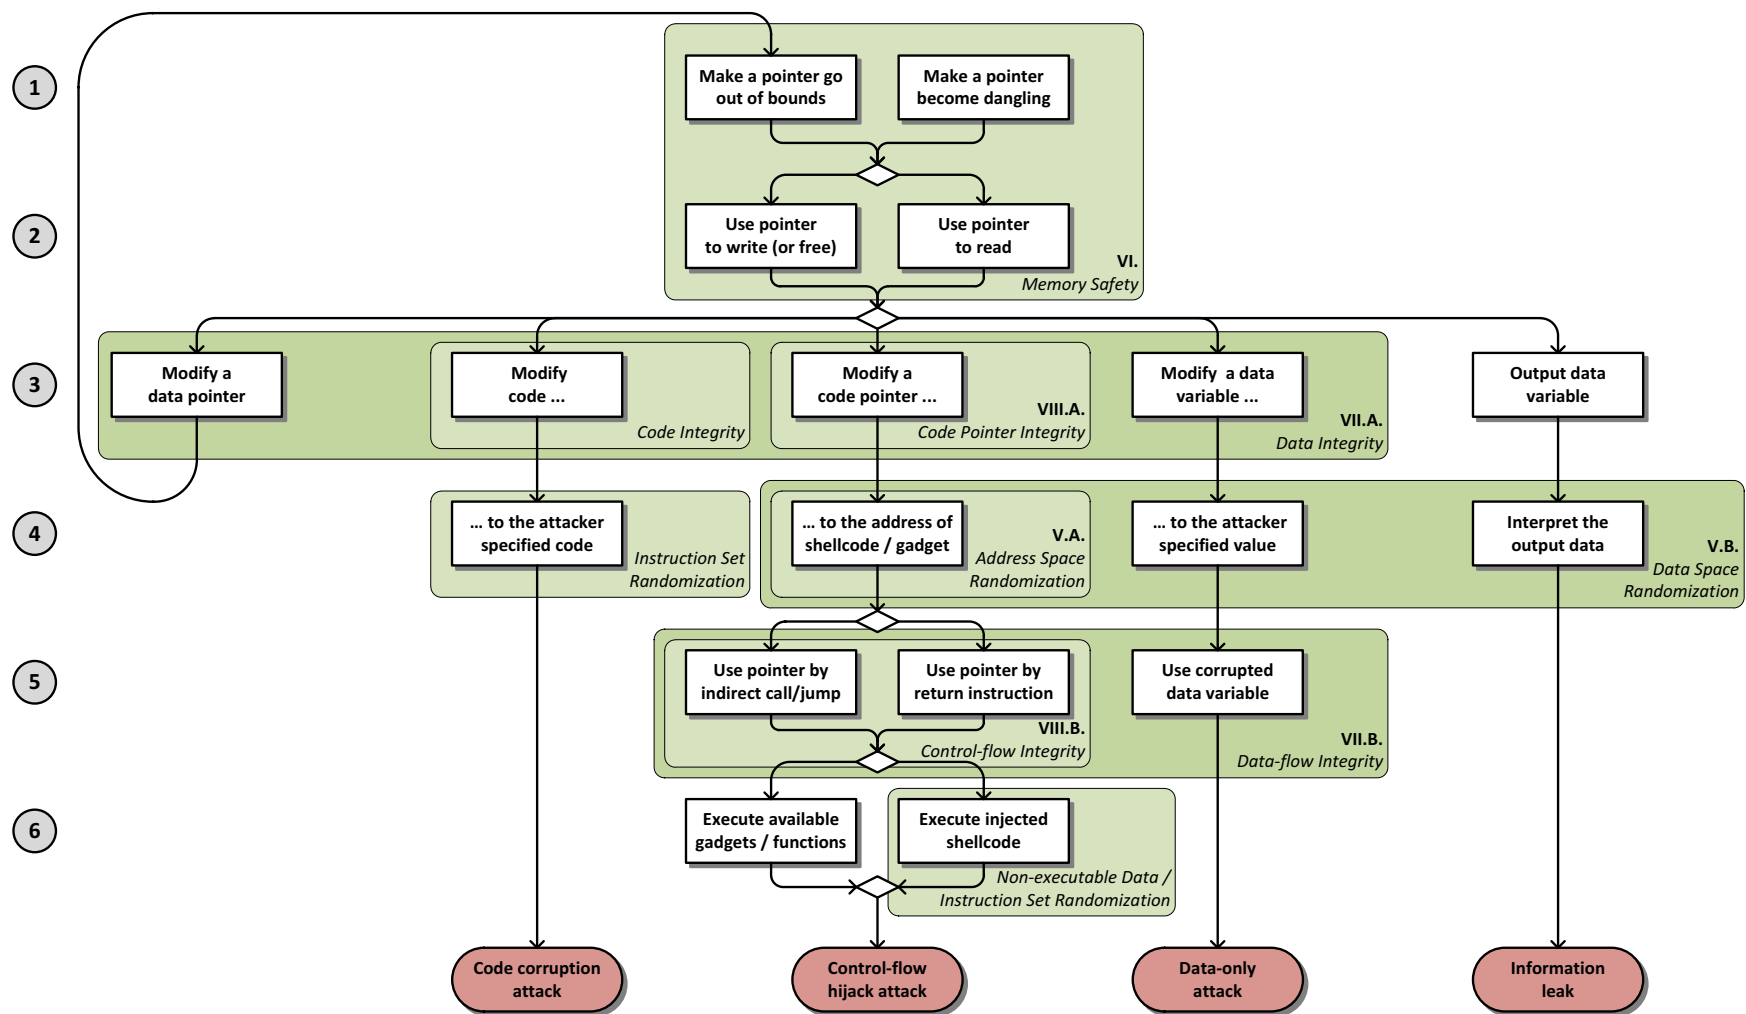 1
Make a pointer go
out of bounds
Make a pointer
become dangling
2
Use pointer
to write (or free)
Use pointer
to read
VI.
Memory Safety
3
Modify a
data pointer
Modify
code ...
Code Integrity
Modify a
code pointer ...
VIII.A.
Code Pointer Integrity
Modify a data
variable ...
VII.A.
Data Integrity
Output data
variable
4
... to the attacker
specified code
Instruction Set
Randomization
... to the address of
shellcode / gadget
V.A.
Address Space
Randomization
... to the attacker
specified value
Interpret the
output data
V.B.
Data Space
Randomization
5
Use pointer by
indirect call/jump
Use pointer by
return instruction
VIII.B.
Control-flow Integrity
Use corrupted
data variable
VII.B.
Data-flow Integrity
6
Execute available
gadgets / functions
Execute injected
shellcode
Non-executable Data /
Instruction Set Randomization
Code corruption
attack
Control-flow
hijack attack
Data-only
attack
Information
leak